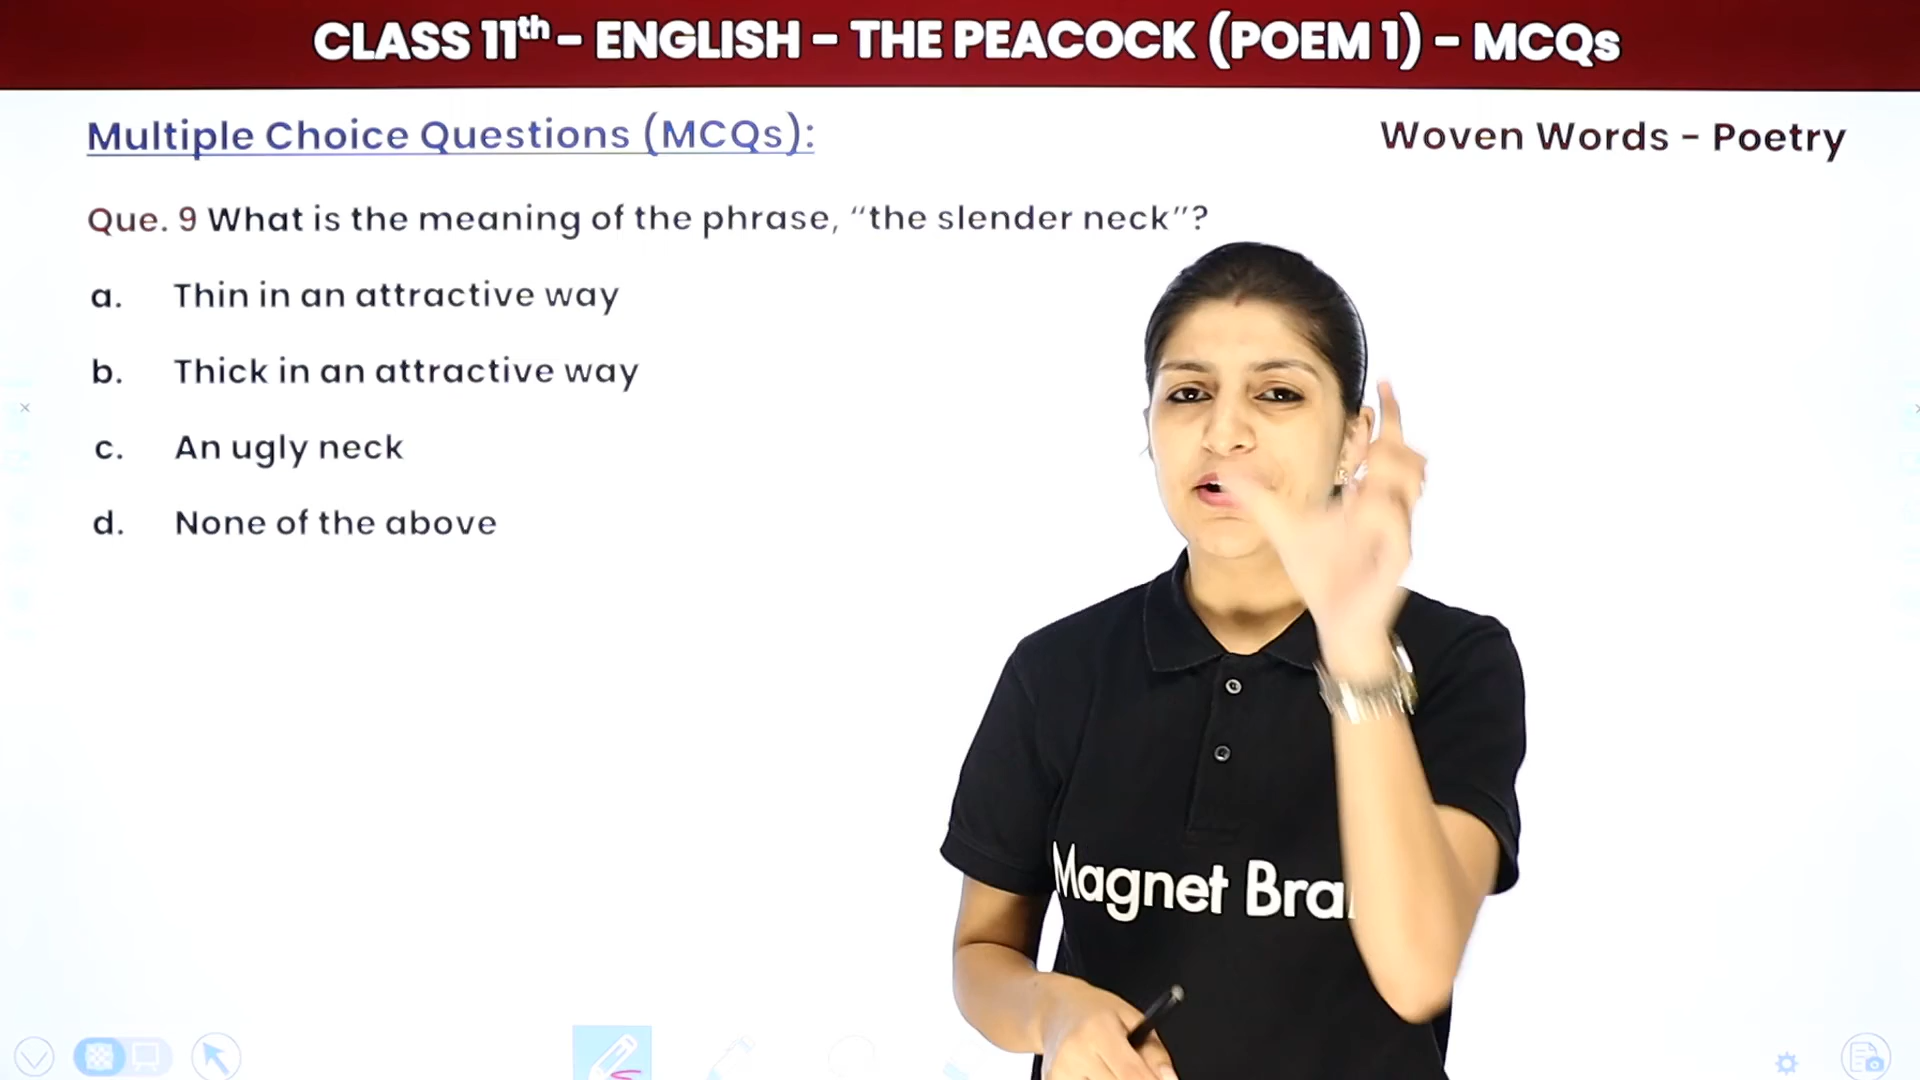 CLASS 11th - ENGLISH - THE PEACOCK (POEM 1) - MCQs
Multiple Choice Questions (MCQs):
Woven Words - Poetry
Que. 9 What is the meaning of the phrase, “the slender neck”?
a. Thin in an attractive way
b. Thick in an attractive way
c. An ugly neck
d. None of the above
Magnet